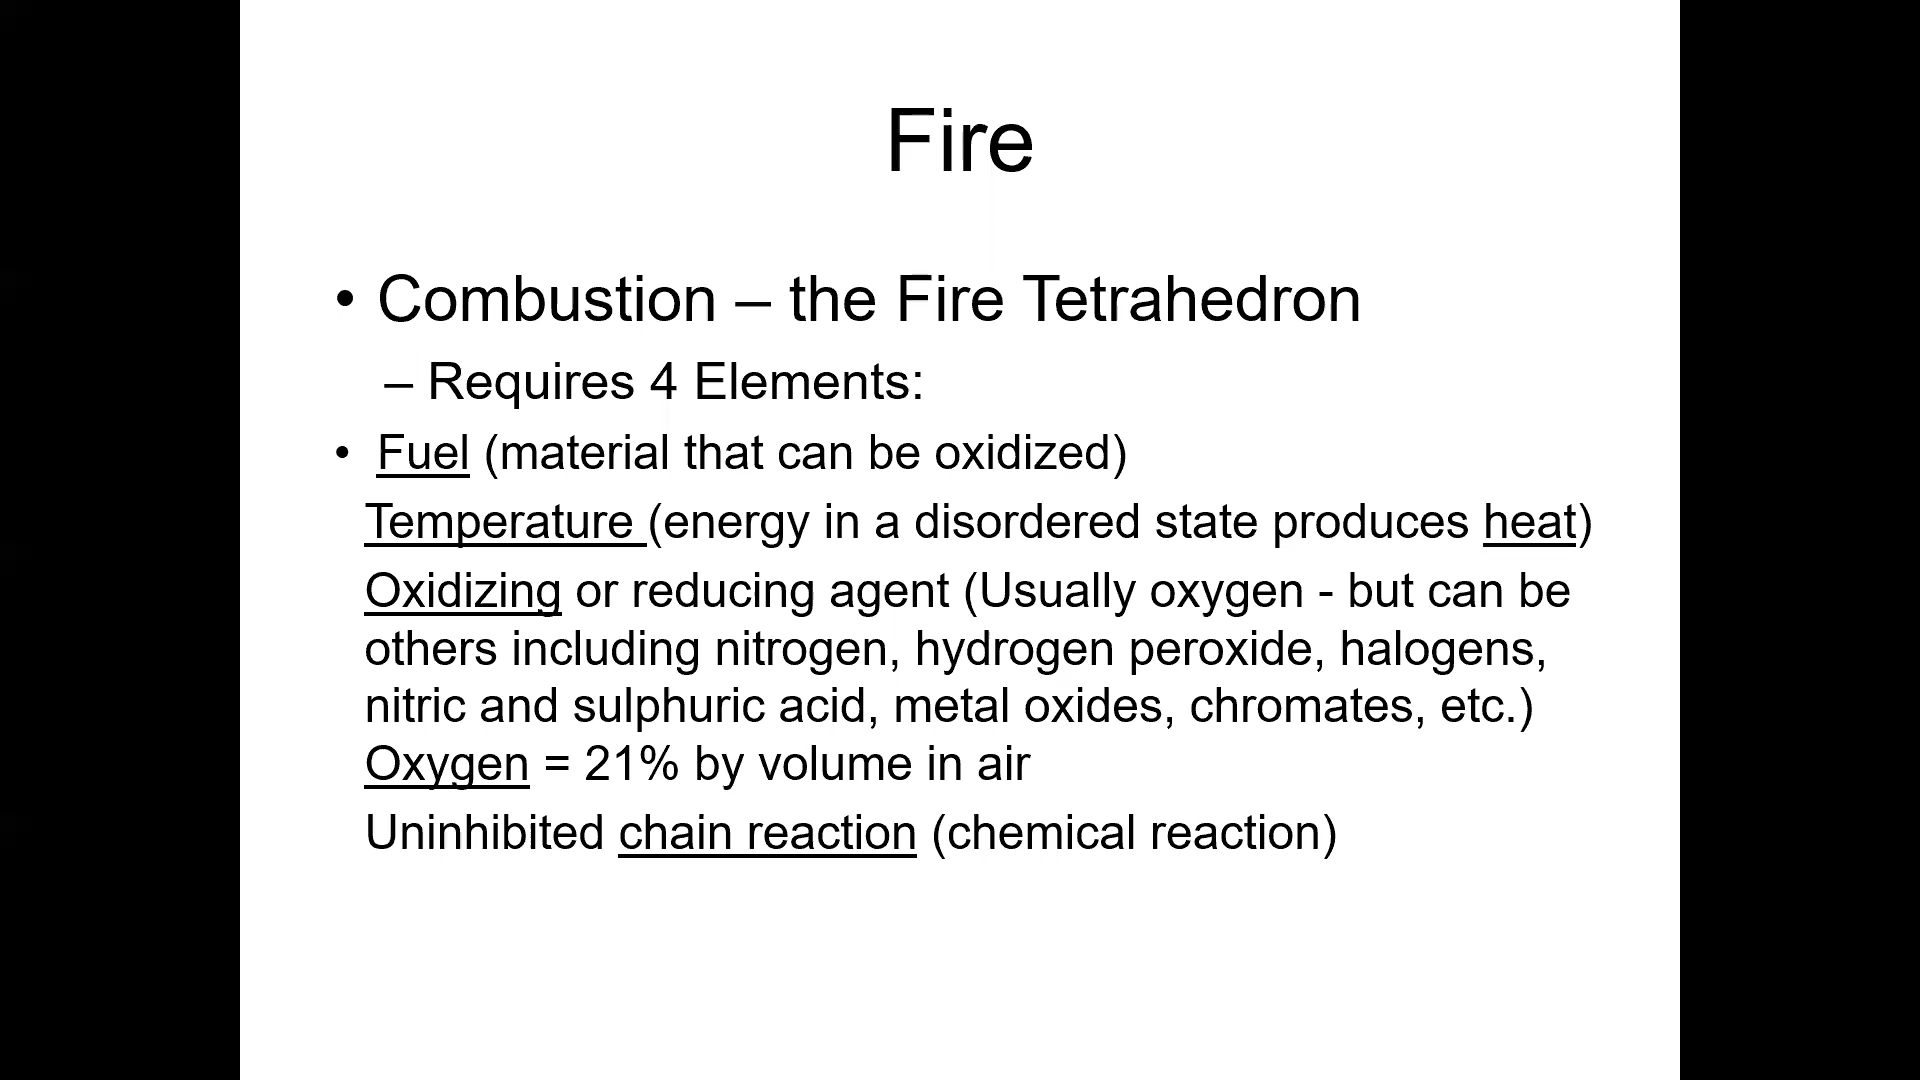 Fire
• Combustion – the Fire Tetrahedron
– Requires 4 Elements:
• Fuel (material that can be oxidized)
Temperature (energy in a disordered state produces heat)
Oxidizing or reducing agent (Usually oxygen - but can be
others including nitrogen, hydrogen peroxide, halogens,
nitric and sulphuric acid, metal oxides, chromates, etc.)
Oxygen = 21% by volume in air
Uninhibited chain reaction (chemical reaction)